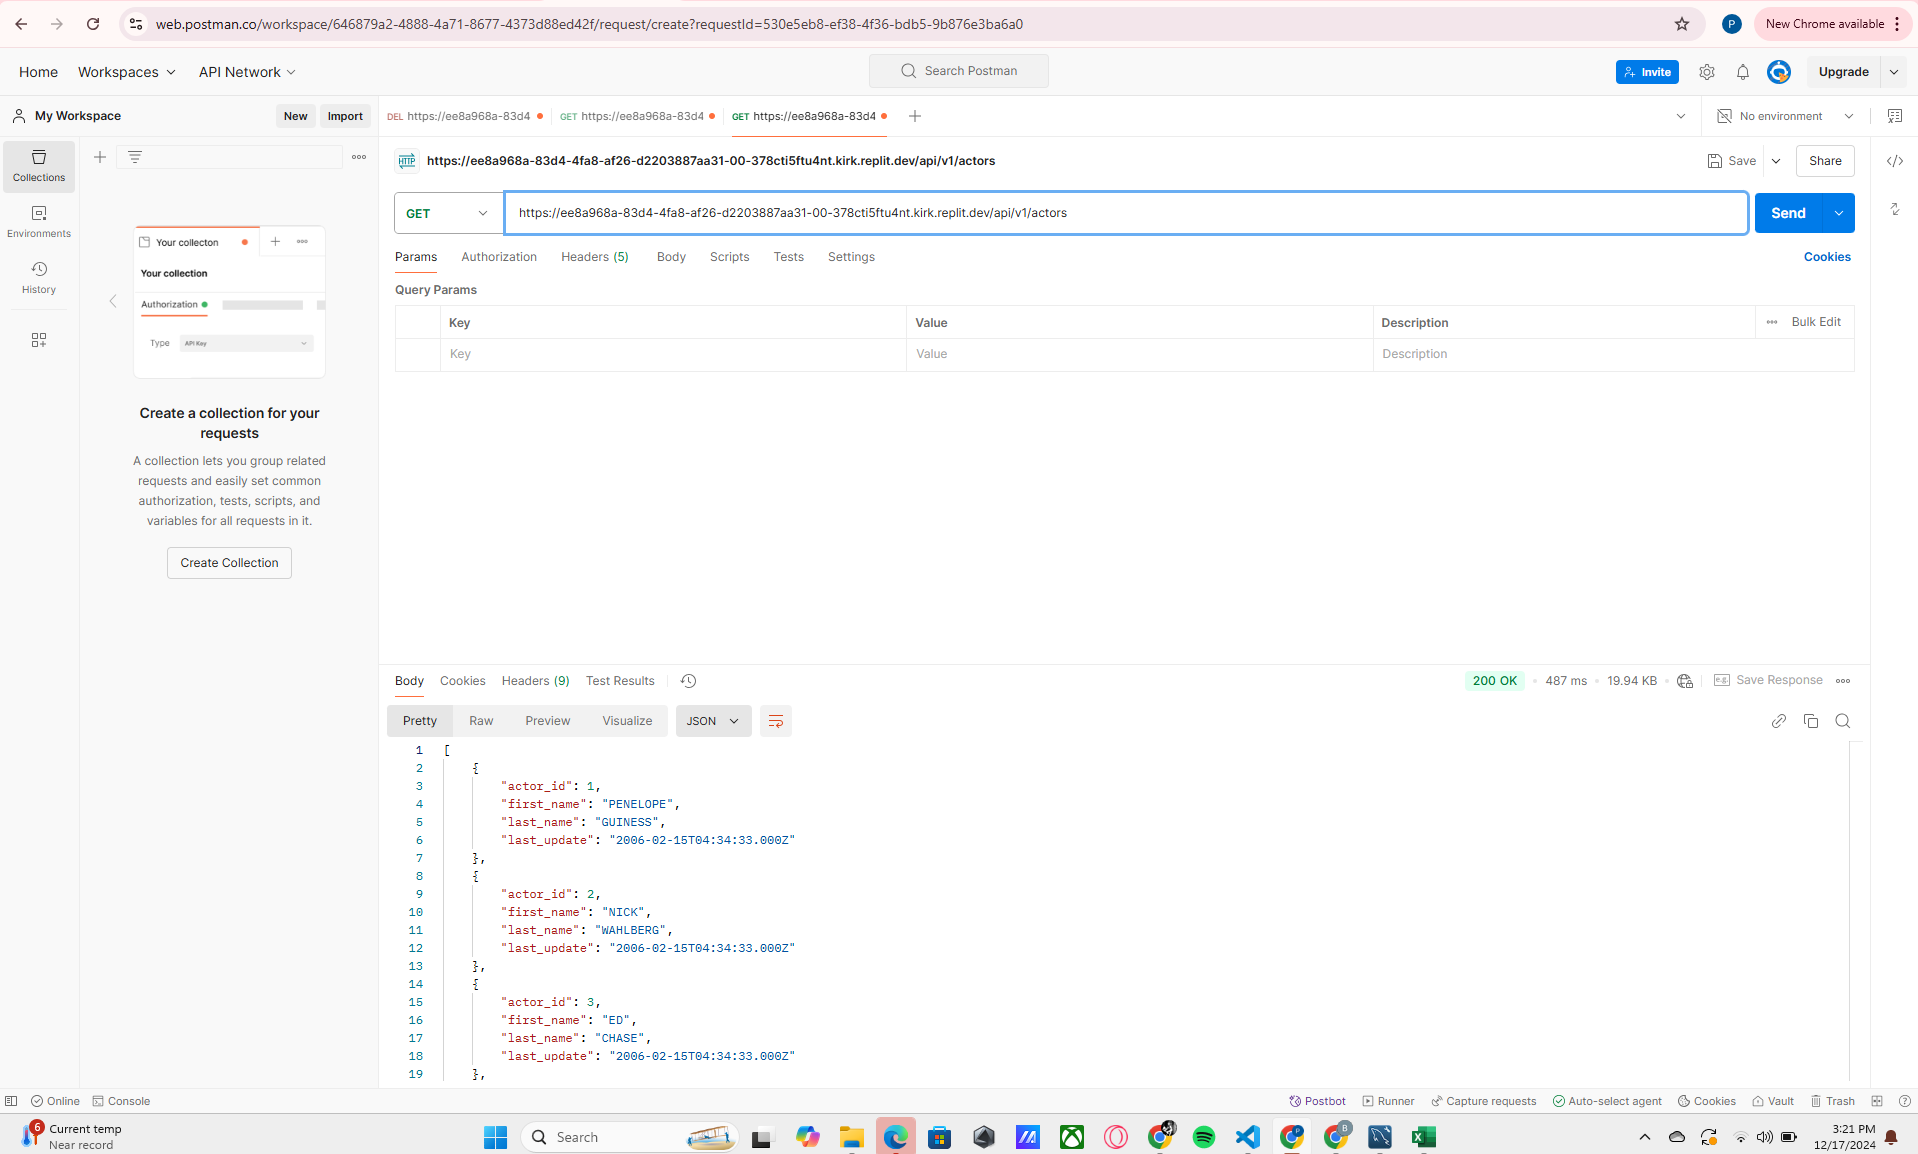 web.postman.co/workspace/646879a2-4888-4a71-8677-4373d88ed42f/request/create?requestId=530e5eb8-ef38-4f36-bdb5-9b876e3ba6a0
P
New Chrome available
Home Workspaces API Network
Search Postman
Invite
Upgrade
My Workspace
New
Import
DEL https://ee8a968a-83d4
GET https://ee8a968a-83d4
GET https://ee8a968a-83d4
No environment
Collections
Environments
History
HTTP
https://ee8a968a-83d4-4fa8-af26-d2203887aa31-00-378cti5ftu4nt.kirk.replit.dev/api/v1/actors
Save
Share
GET
https://ee8a968a-83d4-4fa8-af26-d2203887aa31-00-378cti5ftu4nt.kirk.replit.dev/api/v1/actors
Send
Params Authorization Headers (5) Body Scripts Tests Settings
Cookies
Query Params
Key Value Description
Bulk Edit
Key Value Description
Your collecton
Your collection
Authorization
Type API Key
Create a collection for your
requests
A collection lets you group related
requests and easily set common
authorization, tests, scripts, and
variables for all requests in it.
Create Collection
Body Cookies Headers (9) Test Results
200 OK
487 ms
19.94 KB
e.g.
Save Response
Pretty Raw Preview Visualize
JSON
1 [
2 {
3 "actor_id": 1,
4 "first_name": "PENELOPE",
5 "last_name": "GUINESS",
6 "last_update": "2006-02-15T04:34:33.000Z"
7 },
8 {
9 "actor_id": 2,
10 "first_name": "NICK",
11 "last_name": "WAHLBERG",
12 "last_update": "2006-02-15T04:34:33.000Z"
13 },
14 {
15 "actor_id": 3,
16 "first_name": "ED",
17 "last_name": "CHASE",
18 "last_update": "2006-02-15T04:34:33.000Z"
19 },
Online
Console
Postbot
Runner
Capture requests
Auto-select agent
Cookies
Vault
Trash
6
Current temp
Near record
Search
P
B
3:21 PM
12/17/2024